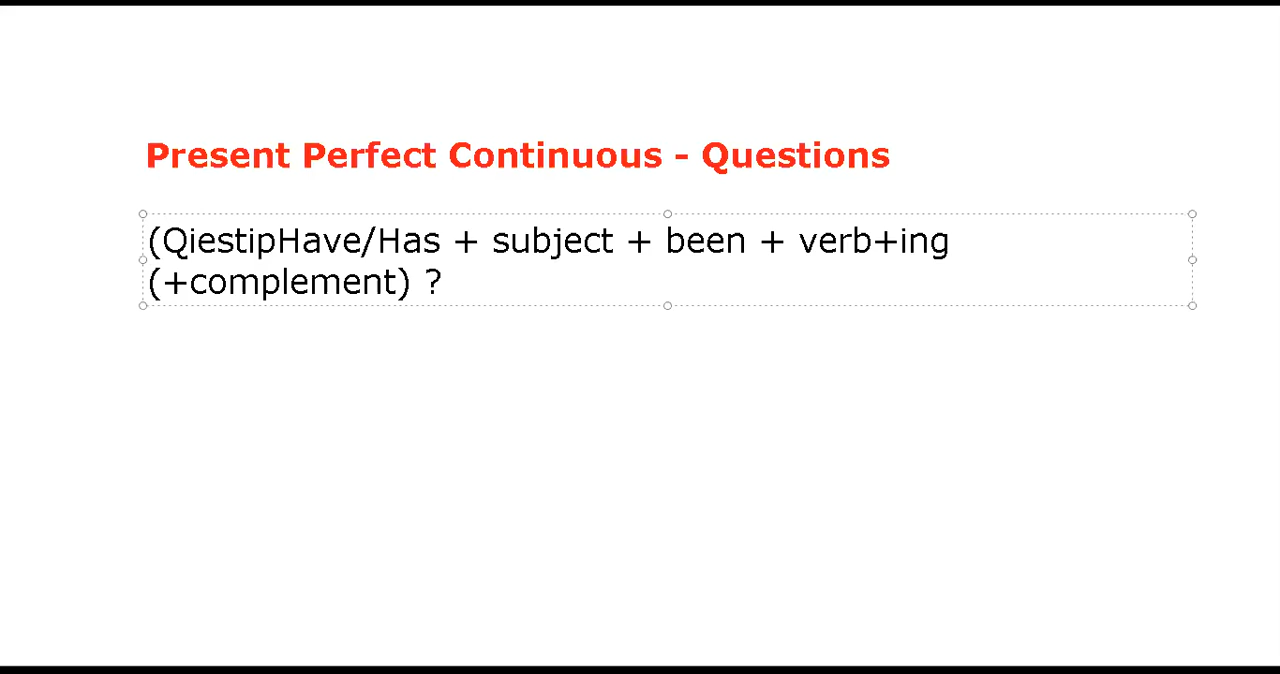 Present Perfect Continuous - Questions
(QiestipHave/Has + subject + been + verb+ing
(+complement) ?